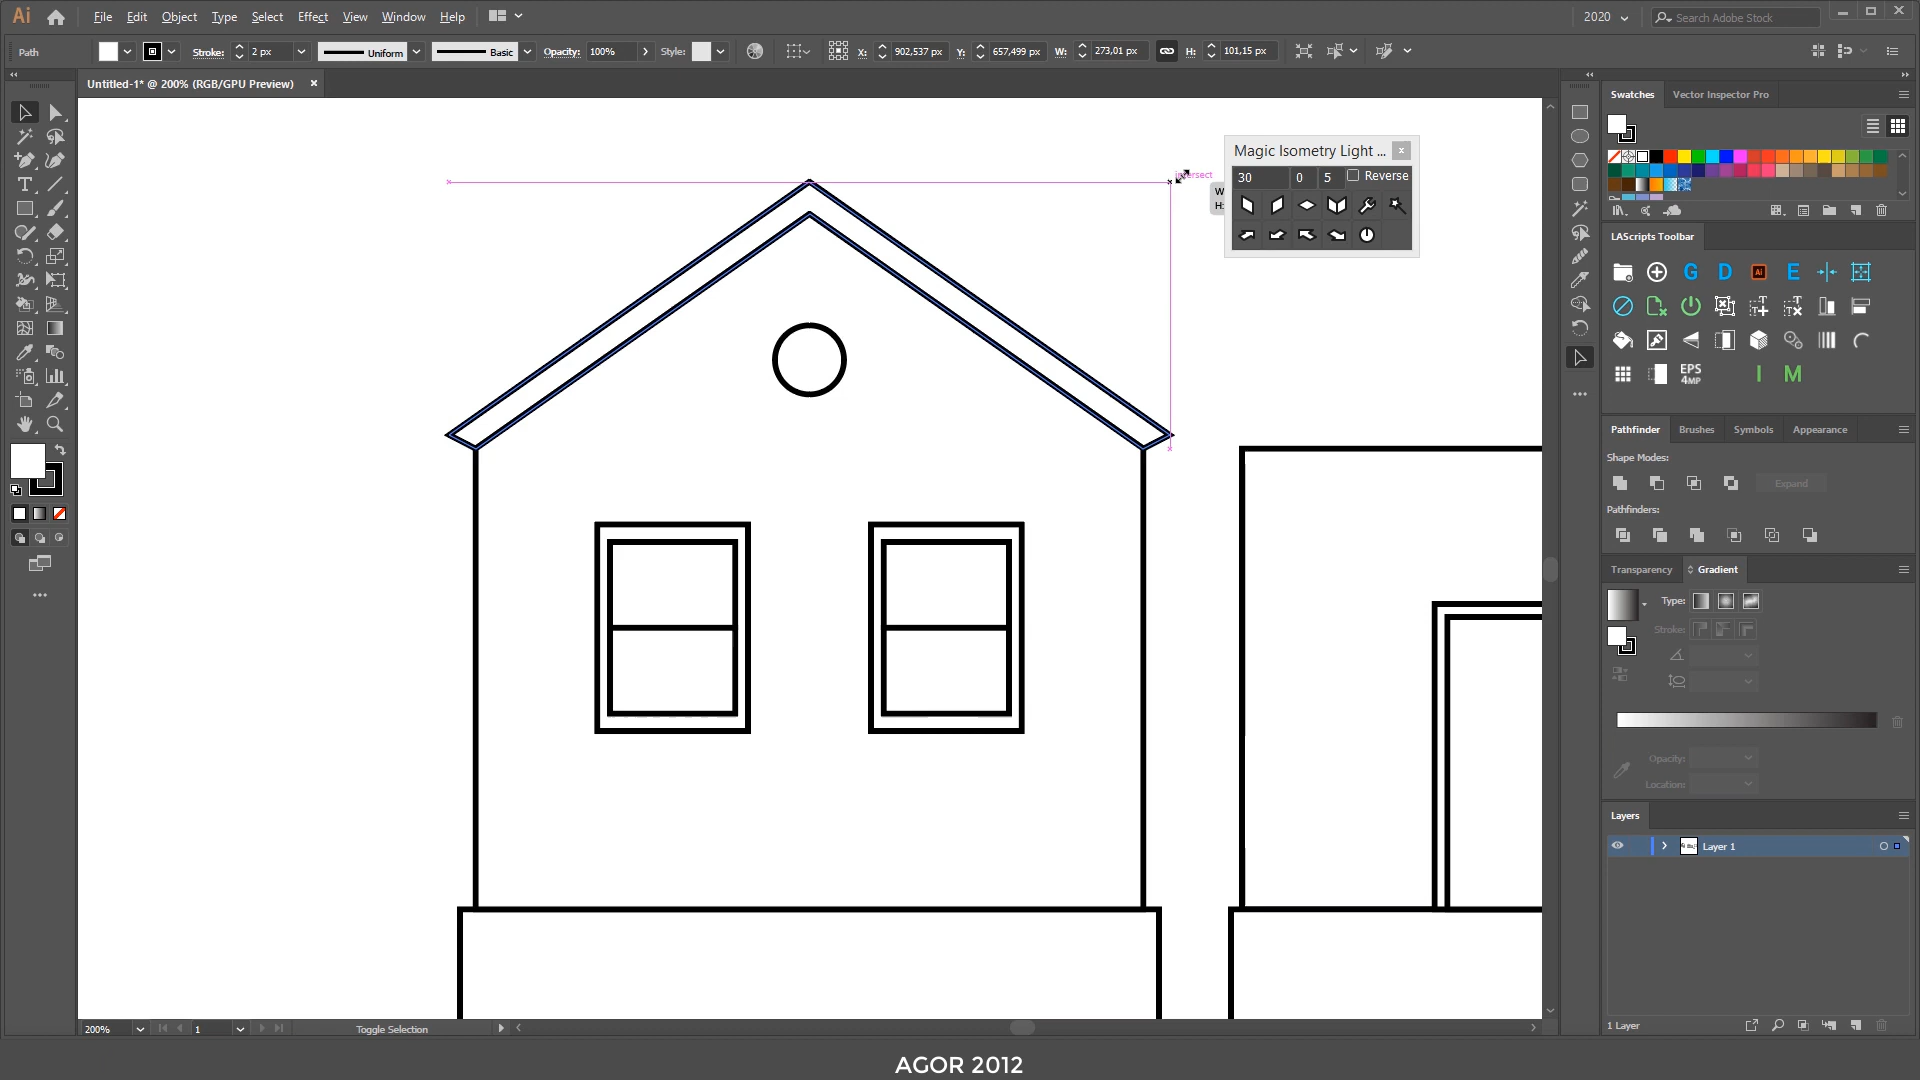 Ai File Edit Object Type Select Effect View Window Help 2020 Search Adobe Stock
Path Stroke: 2 px Uniform Basic Opacity: 100% Style: X: 902,537 px Y: 657,499 px W: 273,01 px H: 101,15 px
Untitled-1* @ 200% (RGB/GPU Preview)
Swatches Vector Inspector Pro
Magic Isometry Light ...
30 0 5 Reverse
intersect
W
H:
LAScripts Toolbar
G D Ai E
EPS
4MP
I M
Pathfinder Brushes Symbols Appearance
Shape Modes:
Expand
Pathfinders:
Transparency Gradient
Type:
Stroke:
Opacity:
Location:
Layers
Layer 1
1 Layer
200% 1 Toggle Selection
AGOR 2012